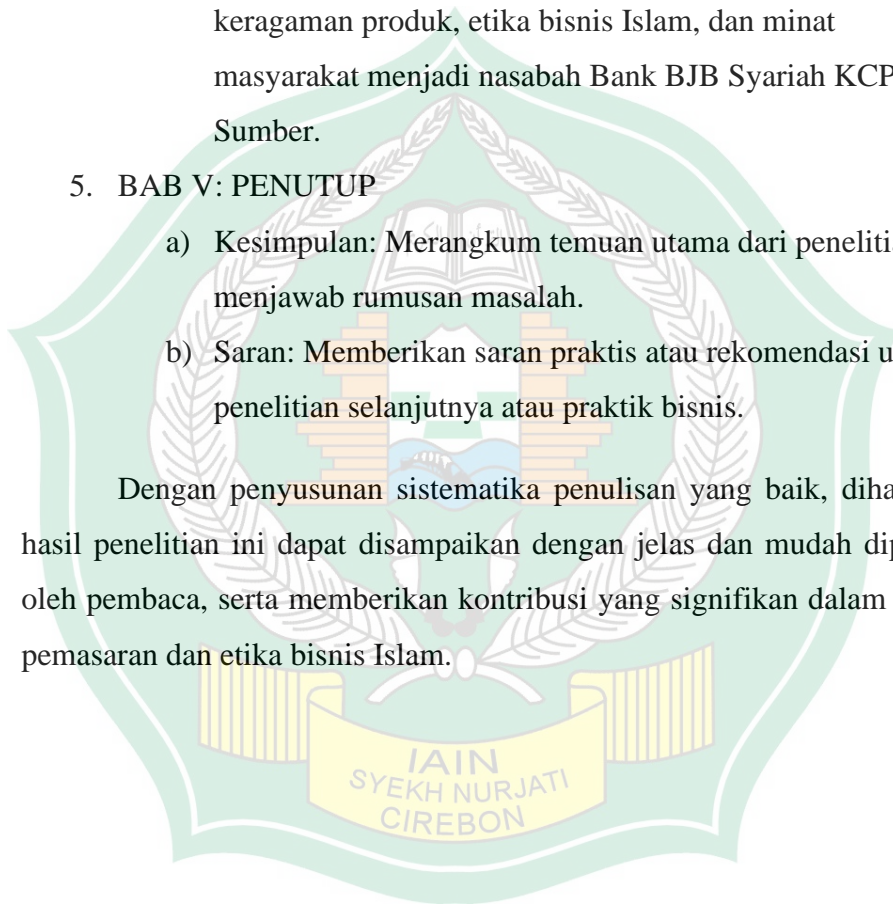 keragaman produk, etika bisnis Islam, dan minat
masyarakat menjadi nasabah Bank BJB Syariah KCP
Sumber.
5. BAB V: PENUTUP
a) Kesimpulan: Merangkum temuan utama dari peneliti
menjawab rumusan masalah.
b) Saran: Memberikan saran praktis atau rekomendasi u
penelitian selanjutnya atau praktik bisnis.
Dengan penyusunan sistematika penulisan yang baik, diha
hasil penelitian ini dapat disampaikan dengan jelas dan mudah dip
oleh pembaca, serta memberikan kontribusi yang signifikan dalam
pemasaran dan etika bisnis Islam.
IAIN
SYEKH NURJATI
CIREBON